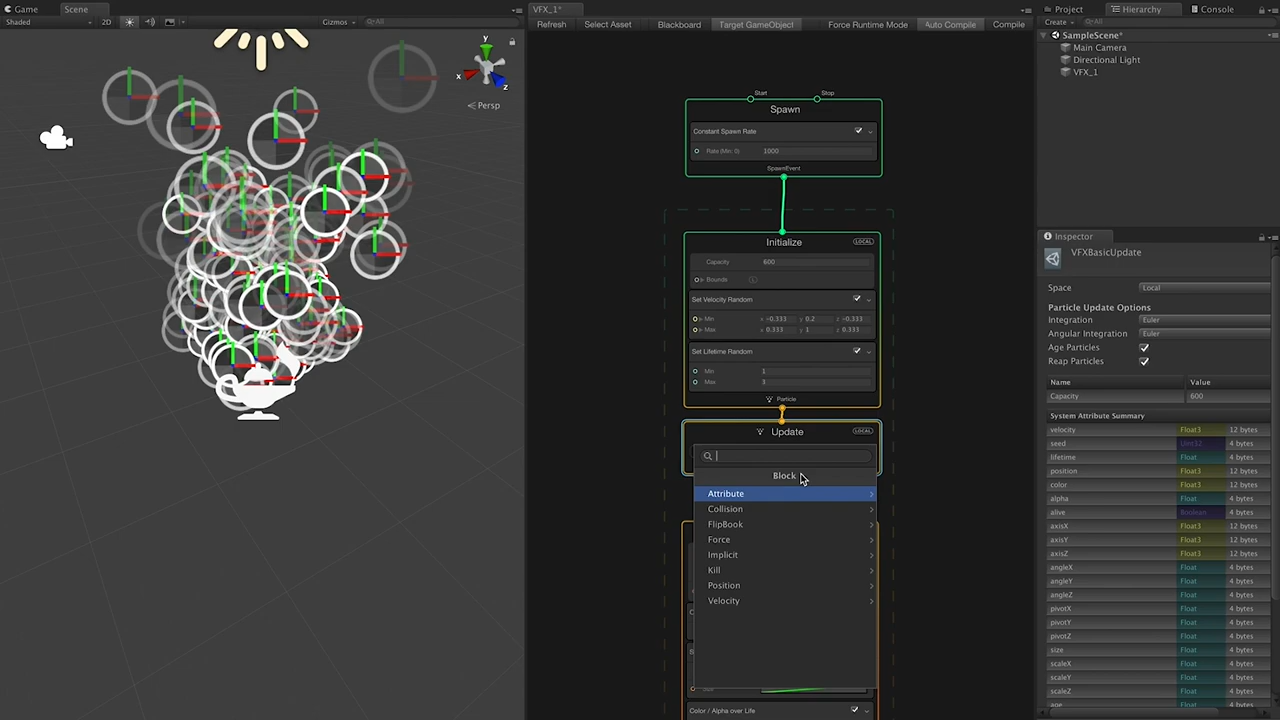 Game
Scene
Shaded
2D
Gizmos
All
y
x
z
Persp
VFX_1*
Refresh
Select Asset
Blackboard
Target GameObject
Force Runtime Mode
Auto Compile
Compile
Start
Stop
Spawn
Constant Spawn Rate
Rate (Min: 0)
1000
SpawnEvent
Initialize
LOCAL
Capacity
600
Bounds
L
Set Velocity Random
Min
x -0.333 y 0.2 z -0.333
Max
x 0.333 y 1 z 0.333
Set Lifetime Random
Min
1
Max
3
Particle
Update
LOCAL
Block
Attribute
Collision
FlipBook
Force
Implicit
Kill
Position
Velocity
Color / Alpha over Life
Project
Hierarchy
Console
Create
All
SampleScene*
Main Camera
Directional Light
VFX_1
Inspector
VFXBasicUpdate
Space
Local
Particle Update Options
Integration
Euler
Angular Integration
Euler
Age Particles
Reap Particles
Name
Value
Capacity
600
System Attribute Summary
velocity Float3 12 bytes
seed Uint32 4 bytes
lifetime Float 4 bytes
position Float3 12 bytes
color Float3 12 bytes
alpha Float 4 bytes
alive Boolean 4 bytes
axisX Float3 12 bytes
axisY Float3 12 bytes
axisZ Float3 12 bytes
angleX Float 4 bytes
angleY Float 4 bytes
angleZ Float 4 bytes
pivotX Float 4 bytes
pivotY Float 4 bytes
pivotZ Float 4 bytes
size Float 4 bytes
scaleX Float 4 bytes
scaleY Float 4 bytes
scaleZ Float 4 bytes
age Float 4 bytes